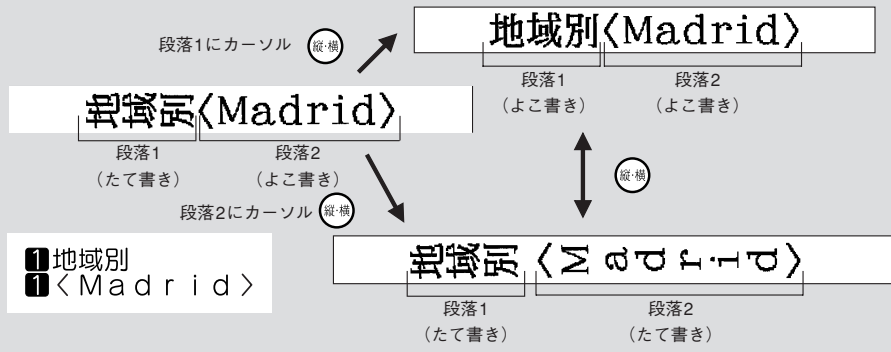 段落1にカーソル 縦・横
地域別〈Madrid〉
段落1 段落2
（よこ書き） （よこ書き）
地域別〈Madrid〉
段落1 段落2
（たて書き） （よこ書き）
縦・横
段落2にカーソル 縦・横
1地域別
1〈Ｍａｄｒｉｄ〉
地域別〈Madrid〉
段落1 段落2
（たて書き） （たて書き）